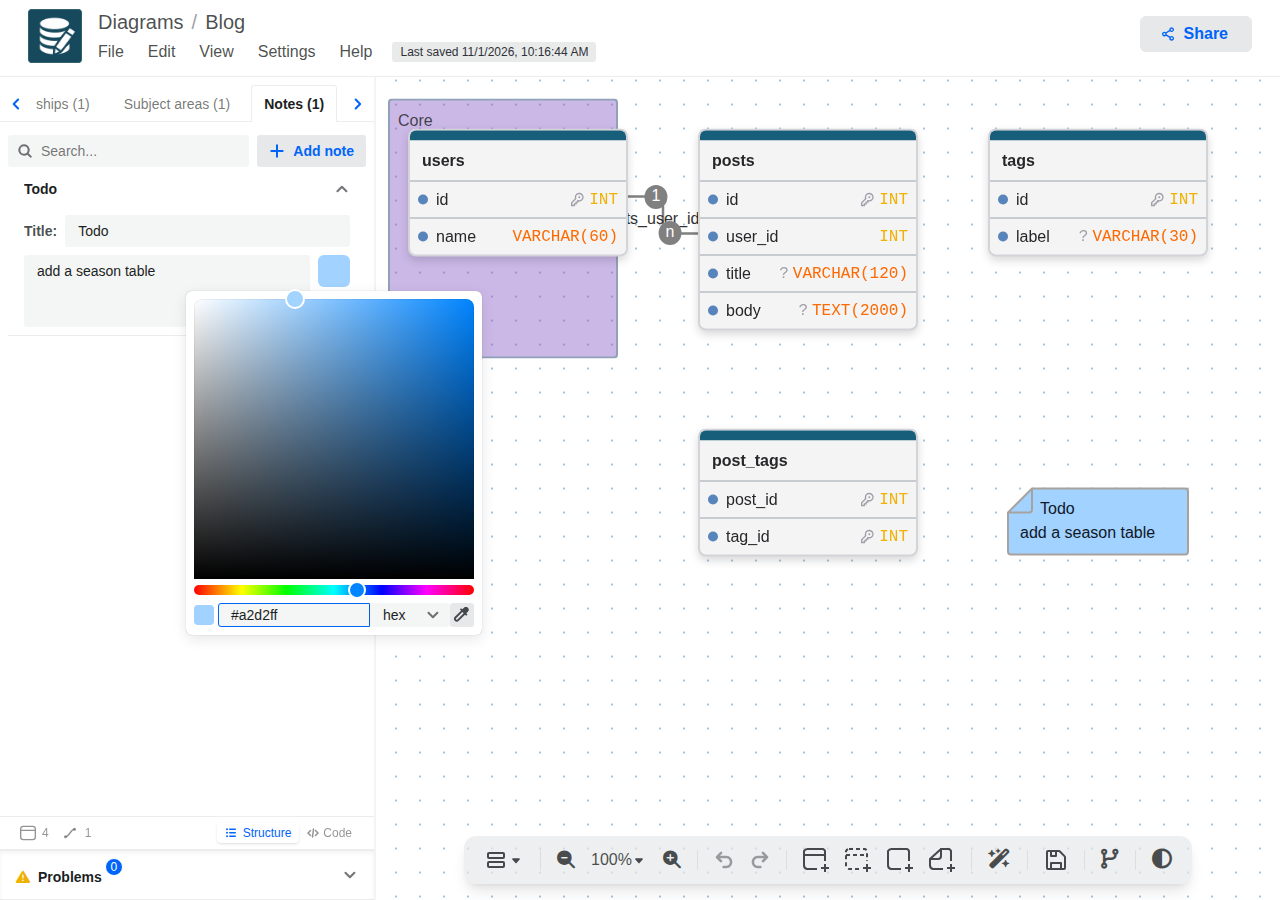 Diagrams / Blog
File Edit View Settings Help Last saved 11/1/2026, 10:16:44 AM
Share
ships (1) Subject areas (1) Notes (1)
Search... Add note
Todo
Title: Todo
add a season table
#a2d2ff hex
4 1 Structure Code
Problems 0
Core
users
id INT
name VARCHAR(60)
1
ts_user_id
n
posts
id INT
user_id INT
title ? VARCHAR(120)
body ? TEXT(2000)
tags
id INT
label ? VARCHAR(30)
post_tags
post_id INT
tag_id INT
Todo
add a season table
100%